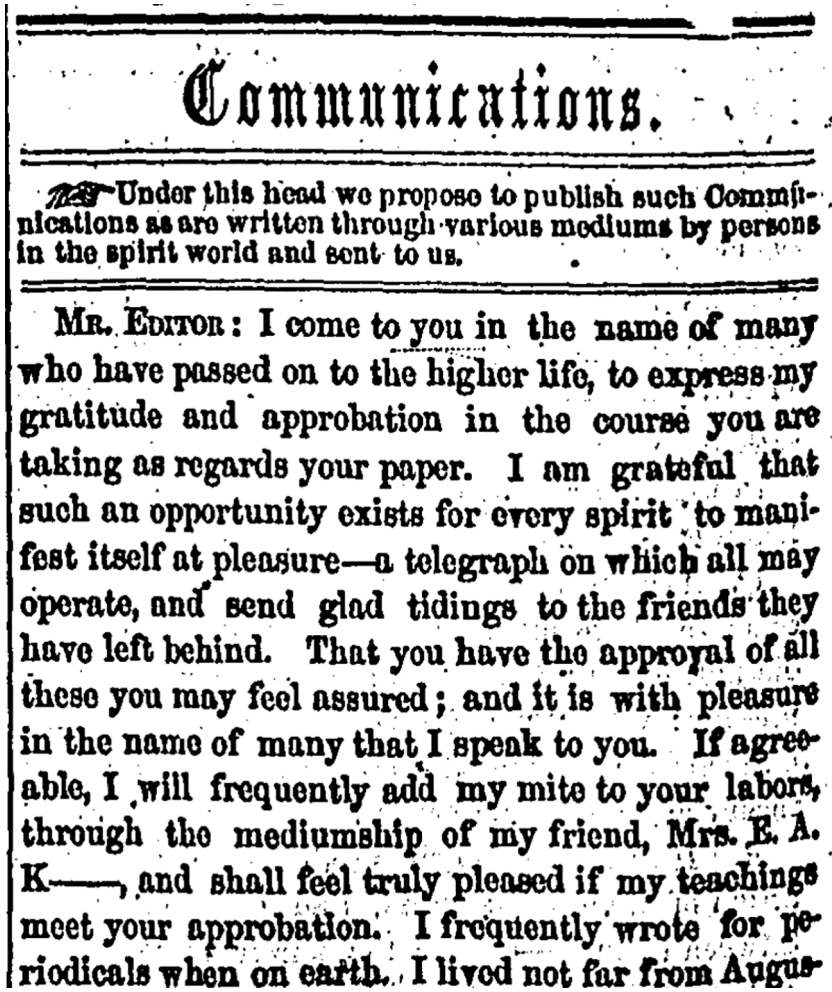 Communications.
☞Under this head we propose to publish such Commu-
nications as are written through various mediums by persons
in the spirit world and sent to us.
MR. EDITOR: I come to you in the name of many
who have passed on to the higher life, to express my
gratitude and approbation in the course you are
taking as regards your paper. I am grateful that
such an opportunity exists for every spirit to mani-
fest itself at pleasure—a telegraph on which all may
operate, and send glad tidings to the friends they
have left behind. That you have the approval of all
these you may feel assured; and it is with pleasure
in the name of many that I speak to you. If agree-
able, I will frequently add my mite to your labors,
through the mediumship of my friend, Mrs. E. A.
K——, and shall feel truly pleased if my teachings
meet your approbation. I frequently wrote for pe-
riodicals when on earth. I lived not far from Augus-